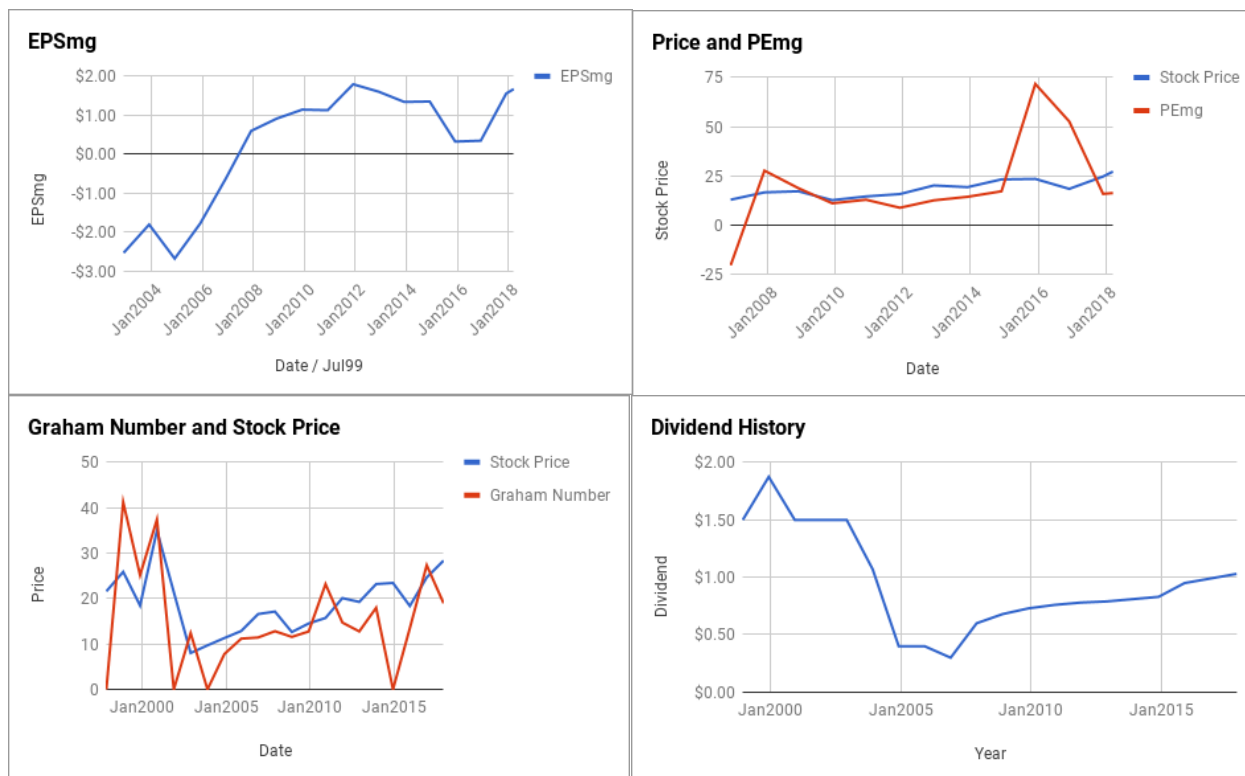 EPSmg
EPSmg
$2.00
$1.00
$0.00
-$1.00
-$2.00
-$3.00
EPSmg
Jan2004
Jan2006
Jan2008
Jan2010
Jan2012
Jan2014
Jan2016
Jan2018
Date / Jul99
Price and PEmg
Stock Price
PEmg
75
50
25
0
-25
Stock Price
Jan2008
Jan2010
Jan2012
Jan2014
Jan2016
Jan2018
Date
Graham Number and Stock Price
Stock Price
Graham Number
50
40
30
20
10
0
Price
Jan2000
Jan2005
Jan2010
Jan2015
Date
Dividend History
$2.00
$1.50
$1.00
$0.50
$0.00
Dividend
Jan2000
Jan2005
Jan2010
Jan2015
Year